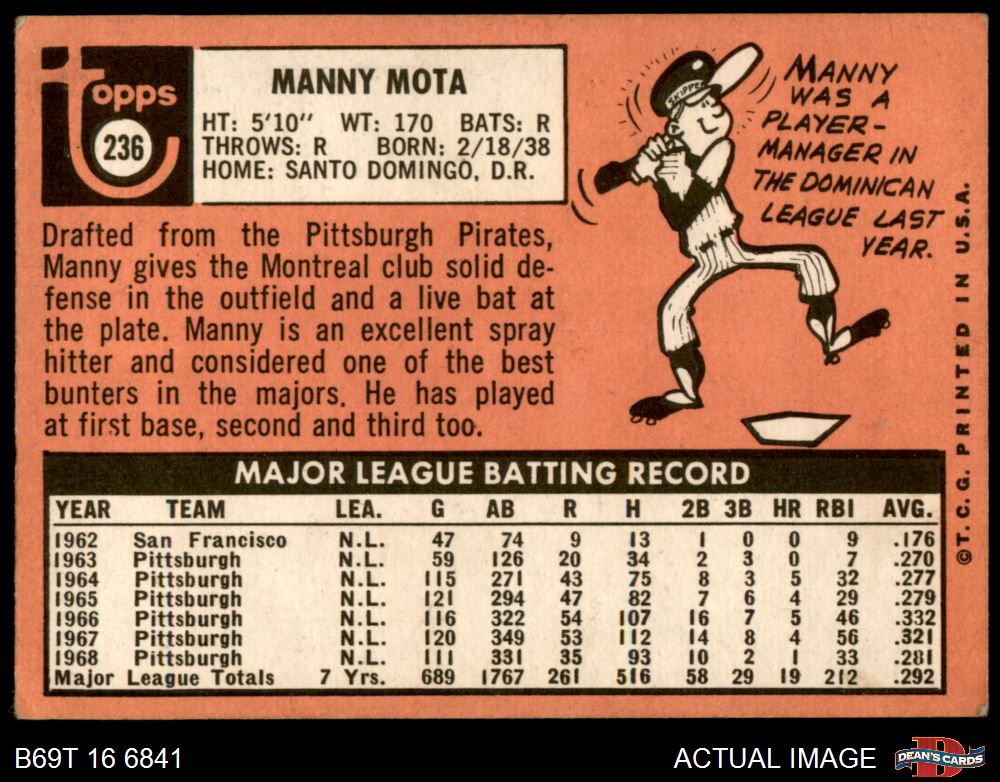 Topps
236
MANNY MOTA
HT: 5'10" WT: 170 BATS: R
THROWS: R BORN: 2/18/38
HOME: SANTO DOMINGO, D.R.
SKIPPER
MANNY
WAS A
PLAYER-
MANAGER IN
THE DOMINICAN
LEAGUE LAST
YEAR.
Drafted from the Pittsburgh Pirates,
Manny gives the Montreal club solid de-
fense in the outfield and a live bat at
the plate. Manny is an excellent spray
hitter and considered one of the best
bunters in the majors. He has played
at first base, second and third too.
©T. C. G. PRINTED IN U.S.A.
MAJOR LEAGUE BATTING RECORD
YEAR TEAM LEA. G AB R H 2B 3B HR RBI AVG.
1962 San Francisco N.L. 47 74 9 13 1 0 0 9 .176
1963 Pittsburgh N.L. 59 126 20 34 2 3 0 7 .270
1964 Pittsburgh N.L. 115 271 43 75 8 3 5 32 .277
1965 Pittsburgh N.L. 121 294 47 82 7 6 4 29 .279
1966 Pittsburgh N.L. 116 322 54 107 16 7 5 46 .332
1967 Pittsburgh N.L. 120 349 53 112 14 8 4 56 .321
1968 Pittsburgh N.L. 111 331 35 93 10 2 1 33 .281
Major League Totals 7 Yrs. 689 1767 261 516 58 29 19 212 .292
B69T 16 6841
ACTUAL IMAGE
D
DEAN'S CARDS